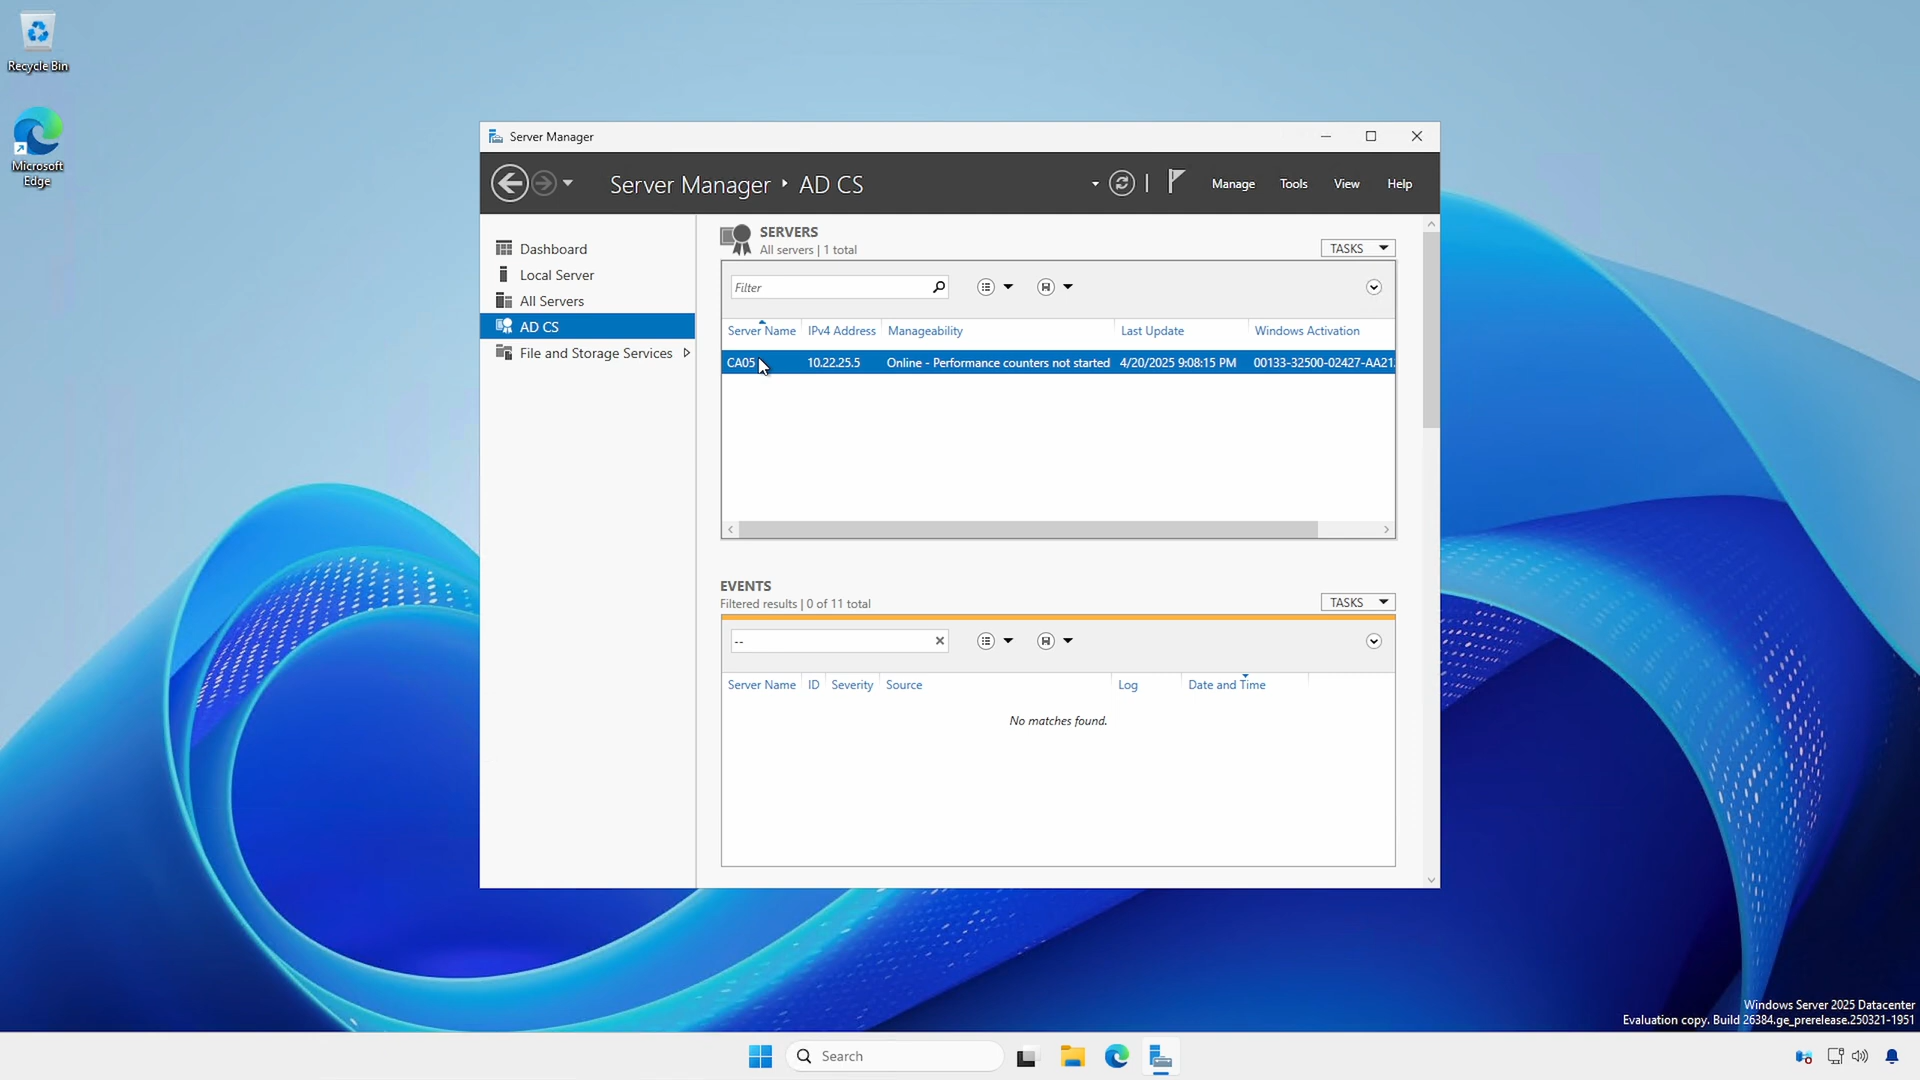 Recycle Bin
Microsoft
Edge
Server Manager
Server Manager
AD CS
Manage
Tools
View
Help
Dashboard
Local Server
All Servers
AD CS
File and Storage Services
SERVERS
All servers | 1 total
TASKS
Filter
Server Name IPv4 Address Manageability Last Update Windows Activation
CA05 10.22.25.5 Online - Performance counters not started 4/20/2025 9:08:15 PM 00133-32500-02427-AA21
EVENTS
Filtered results | 0 of 11 total
TASKS
--
Server Name ID Severity Source Log Date and Time
No matches found.
Windows Server 2025 Datacenter
Evaluation copy. Build 26384.ge_prerelease.250321-1951
Search